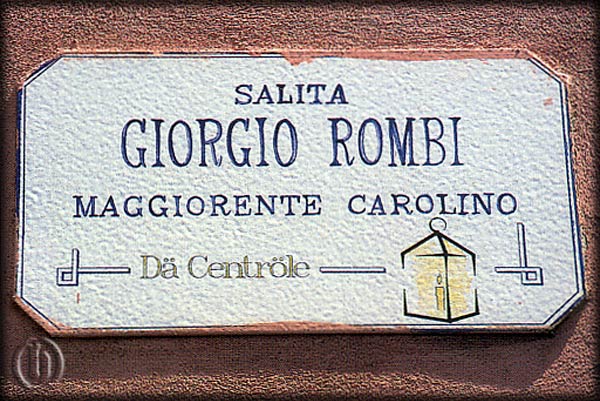 SALITA
GIORGIO ROMBI
MAGGIORENTE CAROLINO
Dä Centröle